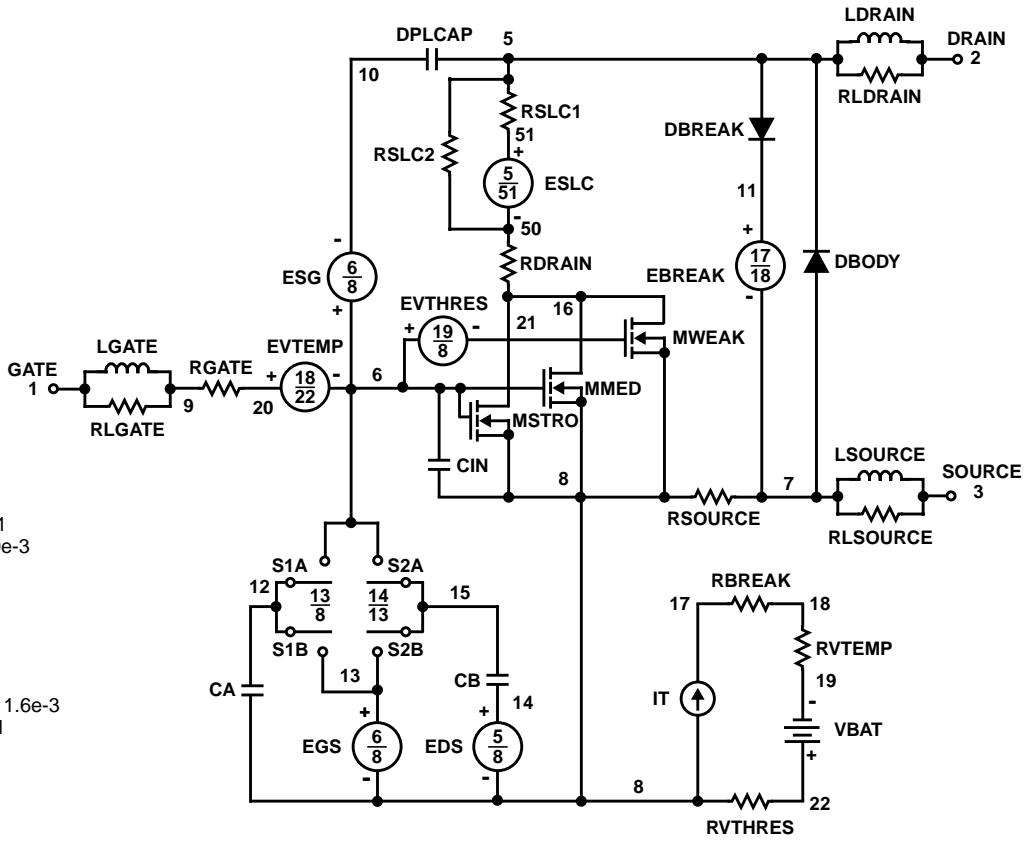 LDRAIN
DPLCAP 5 DRAIN
2
10
RLDRAIN
RSLC1
DBREAK
51
+
RSLC2
5
51
ESLC
11
-
50
+
-
17
18
DBODY
RDRAIN
6
8
ESG
EBREAK
-
+
EVTHRES
16
+ 19
8
-
21
MWEAK
LGATE
EVTEMP
GATE
1
RGATE
+ 18
22
-
6
MMED
9
20
MSTRO
RLGATE
LSOURCE
CIN
8
7
SOURCE
3
RSOURCE
RLSOURCE
e-3
S1A
S2A
12
13
8
14
13
15
RBREAK
17
18
S1B
S2B
RVTEMP
13
CB
19
CA
14
IT
-
1.6e-3
+
+
VBAT
EGS
6
8
EDS
5
8
+
-
-
8
22
RVTHRES